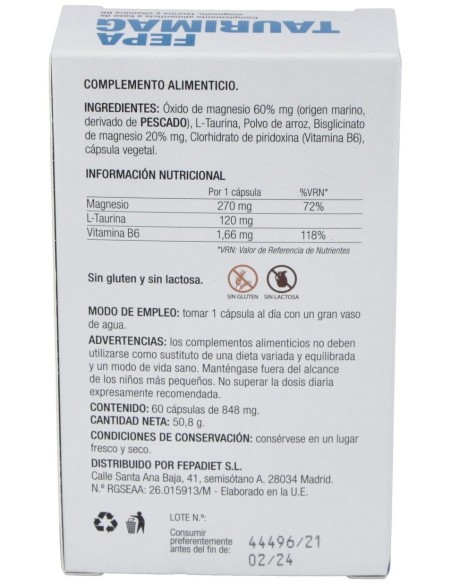 FEPA
TAURIMAG
Complemento alimenticio a base de
magnesio, taurina y vitamina B6
COMPLEMENTO ALIMENTICIO.
INGREDIENTES: Óxido de magnesio 60% mg (origen marino,
derivado de PESCADO), L-Taurina, Polvo de arroz, Bisglicinato
de magnesio 20% mg, Clorhidrato de piridoxina (Vitamina B6),
cápsula vegetal.
INFORMACIÓN NUTRICIONAL
Por 1 cápsula %VRN*
Magnesio 270 mg 72%
L-Taurina 120 mg
Vitamina B6 1,66 mg 118%
*VRN: Valor de Referencia de Nutrientes
Sin gluten y sin lactosa.
SIN GLUTEN SIN LACTOSA
MODO DE EMPLEO: tomar 1 cápsula al día con un gran vaso
de agua.
ADVERTENCIAS: los complementos alimenticios no deben
utilizarse como sustituto de una dieta variada y equilibrada
y un modo de vida sano. Manténgase fuera del alcance
de los niños más pequeños. No superar la dosis diaria
expresamente recomendada.
CONTENIDO: 60 cápsulas de 848 mg.
CANTIDAD NETA: 50,8 g.
CONDICIONES DE CONSERVACIÓN: consérvese en un lugar
fresco y seco.
DISTRIBUIDO POR FEPADIET S.L.
Calle Santa Ana Baja, 41, semisótano A. 28034 Madrid.
N.º RGSEAA: 26.015913/M - Elaborado en la U.E.
LOTE N.º:
Consumir
preferentemente
antes del fin de:
44496/21
02/24